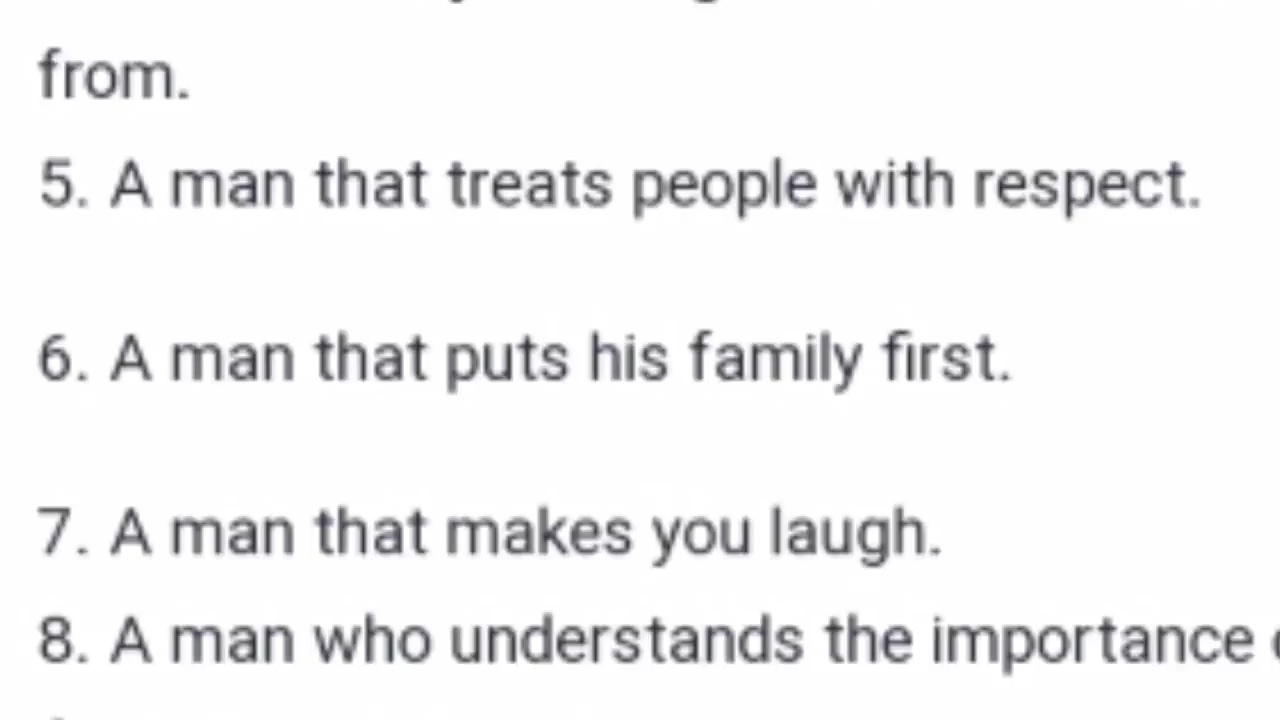 from.
5. A man that treats people with respect.
6. A man that puts his family first.
7. A man that makes you laugh.
8. A man who understands the importance